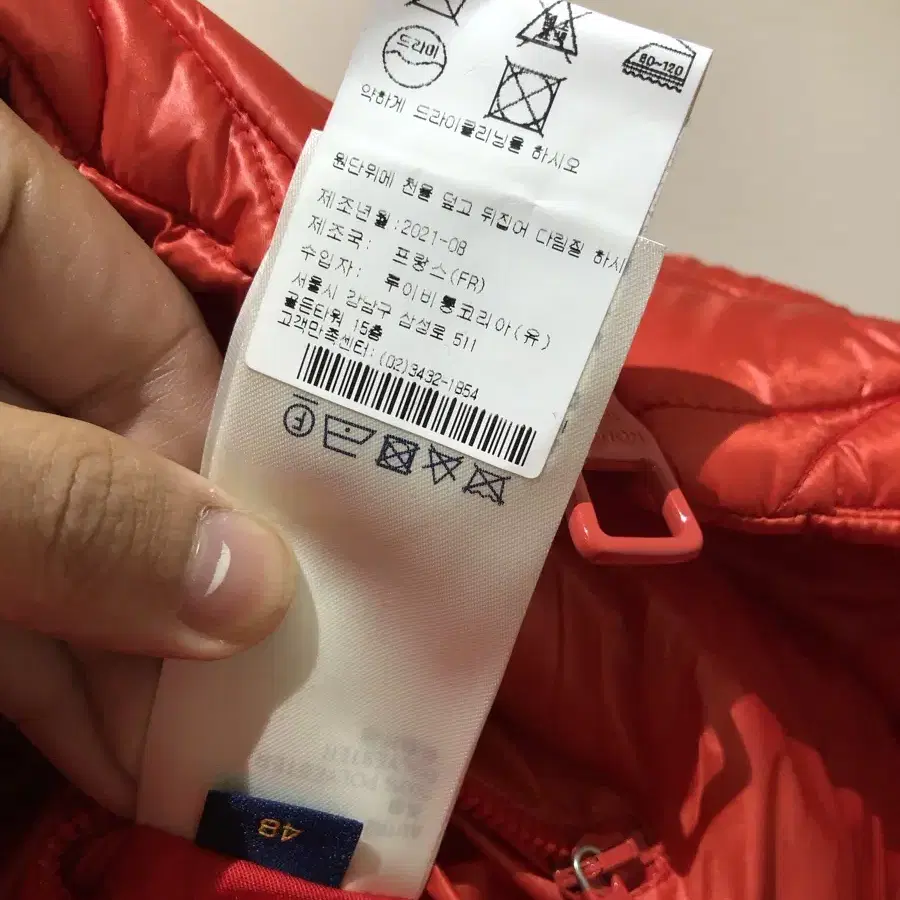 드라이
80~120
약하게 드라이클리닝을 하시오
원단위에 천을 덮고 뒤집어 다림질 하시
제조년월:2021-08
제조국: 프랑스(FR)
수입자: 루이비통코리아(유)
서울시 강남구 삼성로 511
골든타워 15층
고객만족센터:(02)3432-1854
F
48